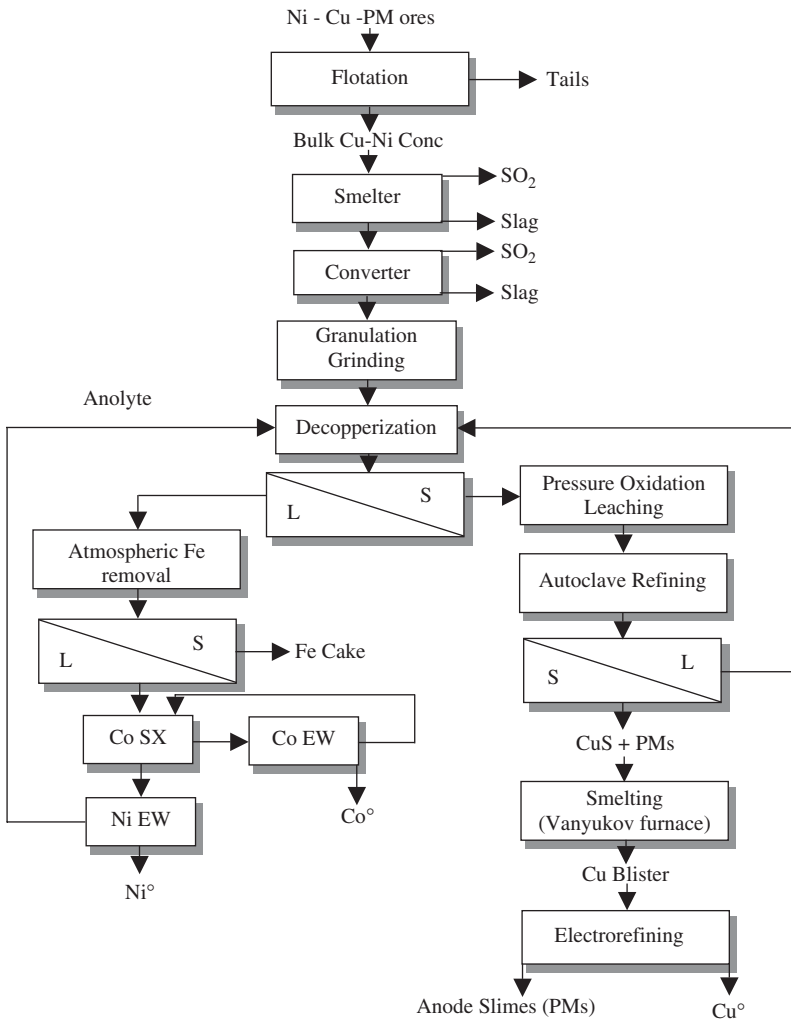 Ni - Cu -PM ores
Flotation
Tails
Bulk Cu-Ni Conc
Smelter
SO₂
Slag
Converter
SO₂
Slag
Granulation
Grinding
Anolyte
Decopperization
L
S
Pressure Oxidation
Leaching
Atmospheric Fe
removal
Autoclave Refining
L
S
Fe Cake
S
L
Co SX
Co EW
CuS + PMs
Ni EW
Co°
Smelting
(Vanyukov furnace)
Ni°
Cu Blister
Electrorefining
Anode Slimes (PMs)
Cu°